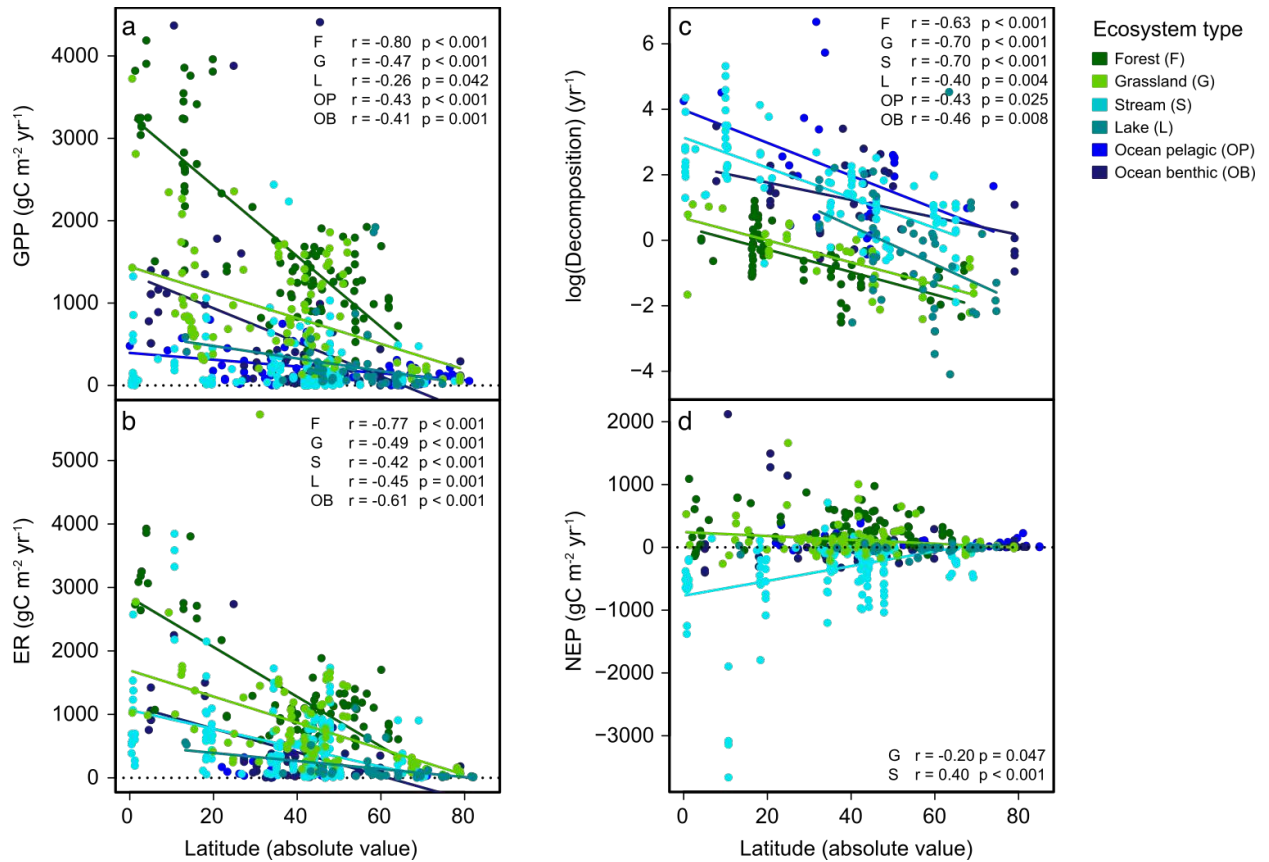 a
F r = -0.80 p < 0.001
G r = -0.47 p < 0.001
L r = -0.26 p = 0.042
OP r = -0.43 p < 0.001
OB r = -0.41 p = 0.001
GPP (gC m⁻² yr⁻¹)
4000
3000
2000
1000
0
b
F r = -0.77 p < 0.001
G r = -0.49 p < 0.001
S r = -0.42 p < 0.001
L r = -0.45 p = 0.001
OB r = -0.61 p < 0.001
ER (gC m⁻² yr⁻¹)
5000
4000
3000
2000
1000
0
0 20 40 60 80
Latitude (absolute value)
c
F r = -0.63 p < .001
G r = -0.70 p < .001
S r = -0.70 p < .001
L r = -0.40 p = .004
OP r = -0.43 p = 0.025
OB r = -0.46 p = 0.008
log(Decomposition) (yr⁻¹)
6
4
2
0
−2
−4
d
NEP (gC m⁻² yr⁻¹)
2000
1000
0
−1000
−2000
−3000
G r = -0.20 p = 0.047
S r = 0.40 p < 0.001
0 20 40 60 80
Latitude (absolute value)
Ecosystem type
Forest (F)
Grassland (G)
Stream (S)
Lake (L)
Ocean pelagic (OP)
Ocean benthic (OB)